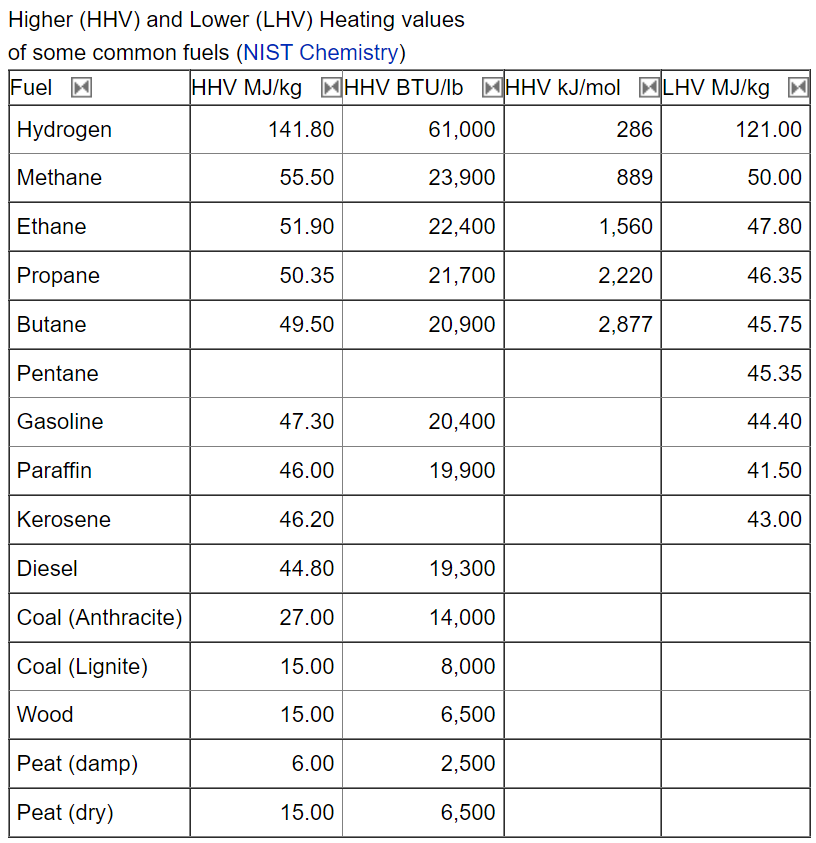 Higher (HHV) and Lower (LHV) Heating values
of some common fuels (NIST Chemistry)
Fuel HHV MJ/kg HHV BTU/lb HHV kJ/mol LHV MJ/kg
Hydrogen 141.80 61,000 286 121.00
Methane 55.50 23,900 889 50.00
Ethane 51.90 22,400 1,560 47.80
Propane 50.35 21,700 2,220 46.35
Butane 49.50 20,900 2,877 45.75
Pentane 45.35
Gasoline 47.30 20,400 44.40
Paraffin 46.00 19,900 41.50
Kerosene 46.20 43.00
Diesel 44.80 19,300
Coal (Anthracite) 27.00 14,000
Coal (Lignite) 15.00 8,000
Wood 15.00 6,500
Peat (damp) 6.00 2,500
Peat (dry) 15.00 6,500